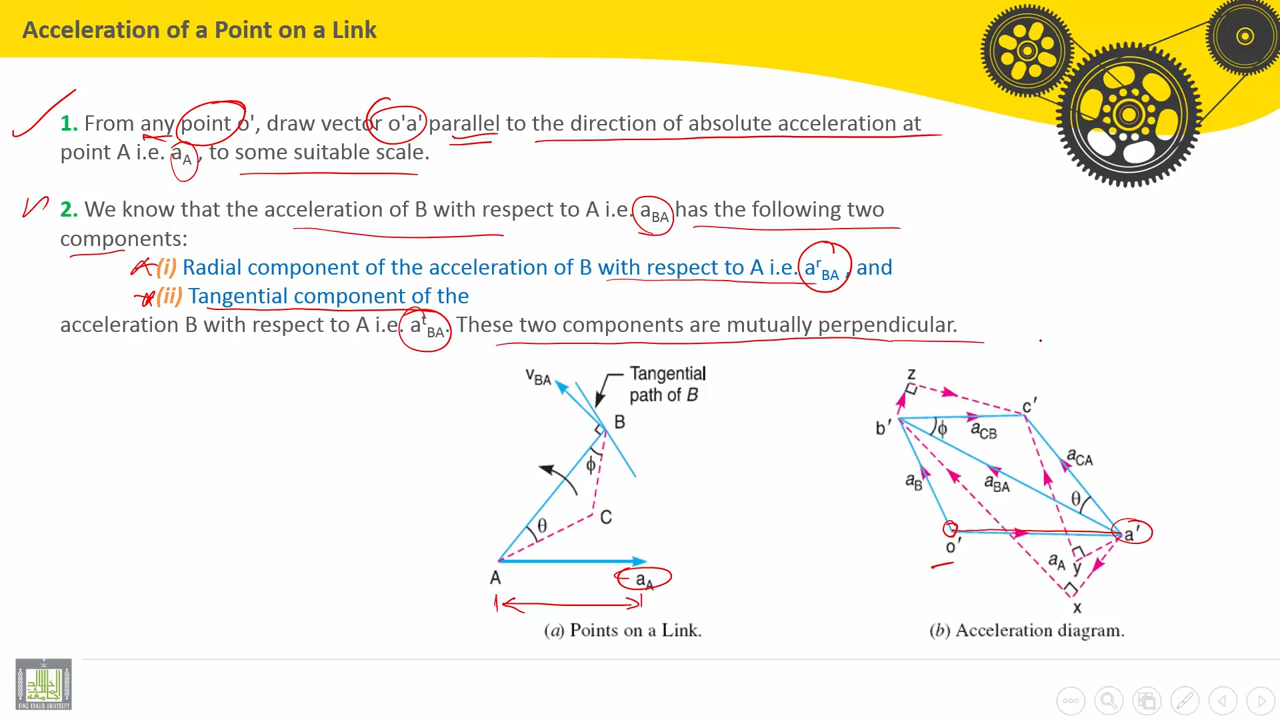 Acceleration of a Point on a Link
1. From any point o', draw vector o'a' parallel to the direction of absolute acceleration at
point A i.e. aA , to some suitable scale.
2. We know that the acceleration of B with respect to A i.e. aBA has the following two
components:
(i) Radial component of the acceleration of B with respect to A i.e. arBA , and
(ii) Tangential component of the
acceleration B with respect to A i.e. atBA. These two components are mutually perpendicular.
vBA
Tangential
path of B
B
ϕ
C
θ
A
aA
(a) Points on a Link.
z
c'
b'
ϕ
aCB
aCA
aB
aBA
θ
o'
a'
aA
y
x
(b) Acceleration diagram.
KING KHALID UNIVERSITY